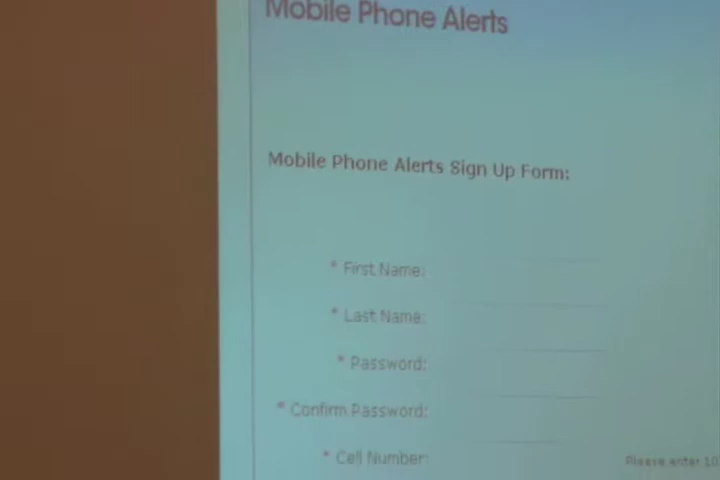 Mobile Phone Alerts
Mobile Phone Alerts Sign Up Form:
* First Name:
* Last Name:
* Password:
* Confirm Password:
* Cell Number:
Please enter 10